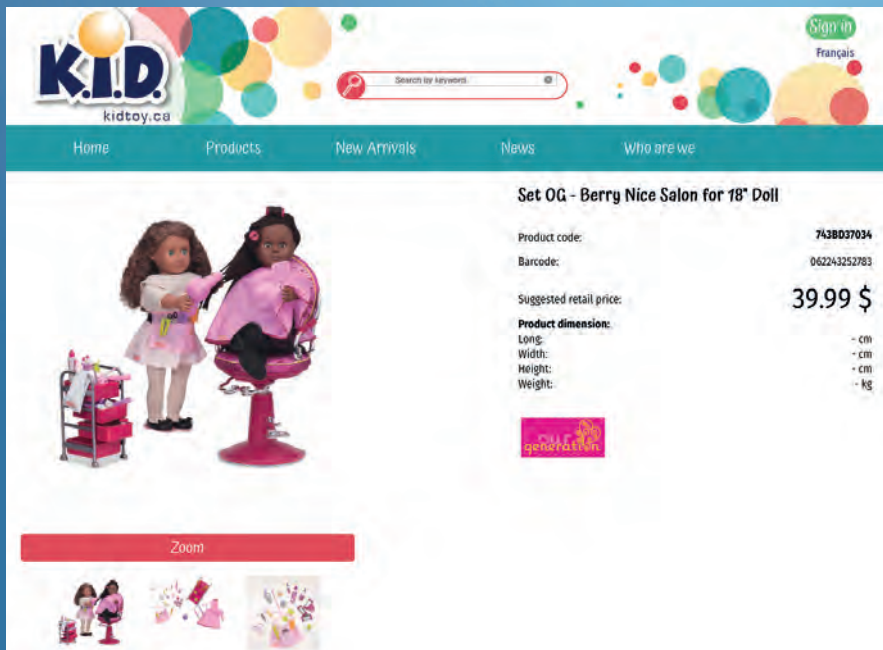 Sign in
Français
K.I.D.
kidtoy.ca
Search by keyword
Home Products New Arrivals News Who are we
Set OG - Berry Nice Salon for 18" Doll
Product code: 743BD37034
Barcode: 062243252783
Suggested retail price: 39.99 $
Product dimension:
Long: - cm
Width: - cm
Height: - cm
Weight: - kg
generation
Zoom